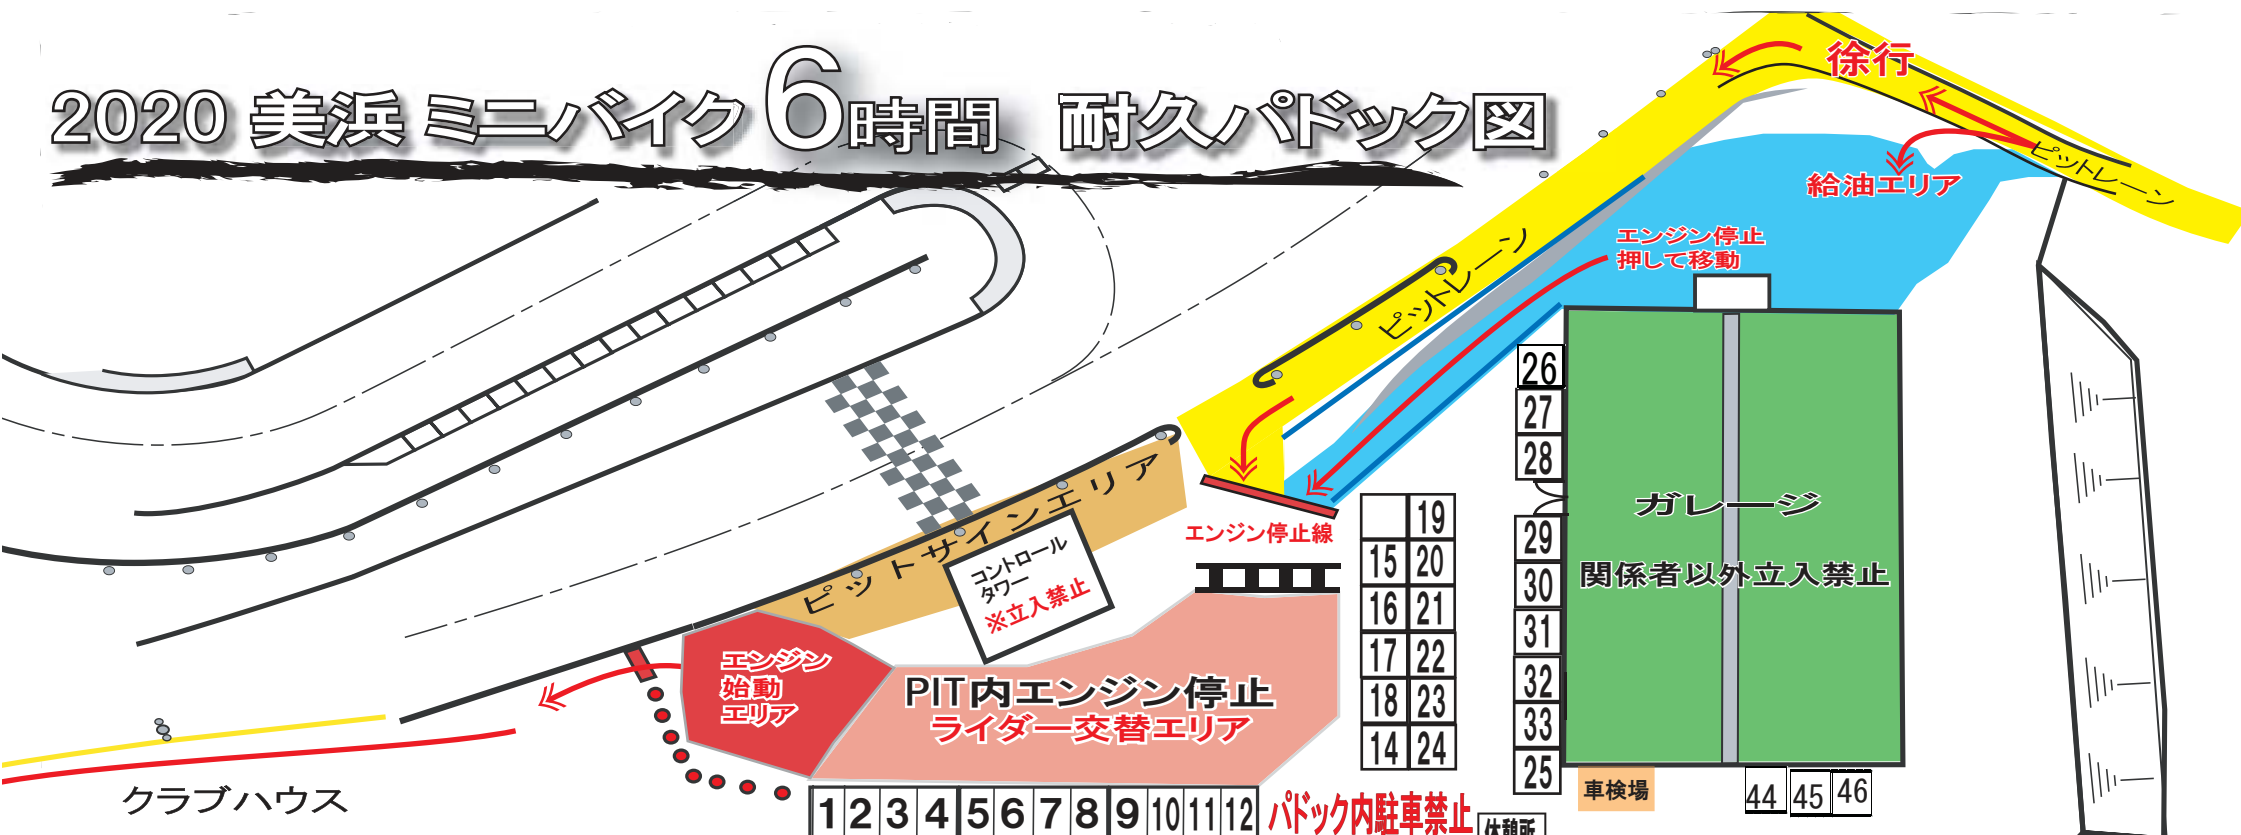 2020 美浜 ミニバイク 6時間 耐久パドック図
徐行
ピットレーン
給油エリア
エンジン停止
押して移動
ピットレーン
ピットサインエリア
コントロール
タワー
※立入禁止
エンジン停止線
エンジン
始動
エリア
PIT内エンジン停止
ライダー交替エリア
クラブハウス
1 2 3 4 5 6 7 8 9 10 11 12
パドック内駐車禁止
休憩所
19
15 20
16 21
17 22
18 23
14 24
26
27
28
29
30
31
32
33
25
ガレージ
関係者以外立入禁止
車検場
44 45 46